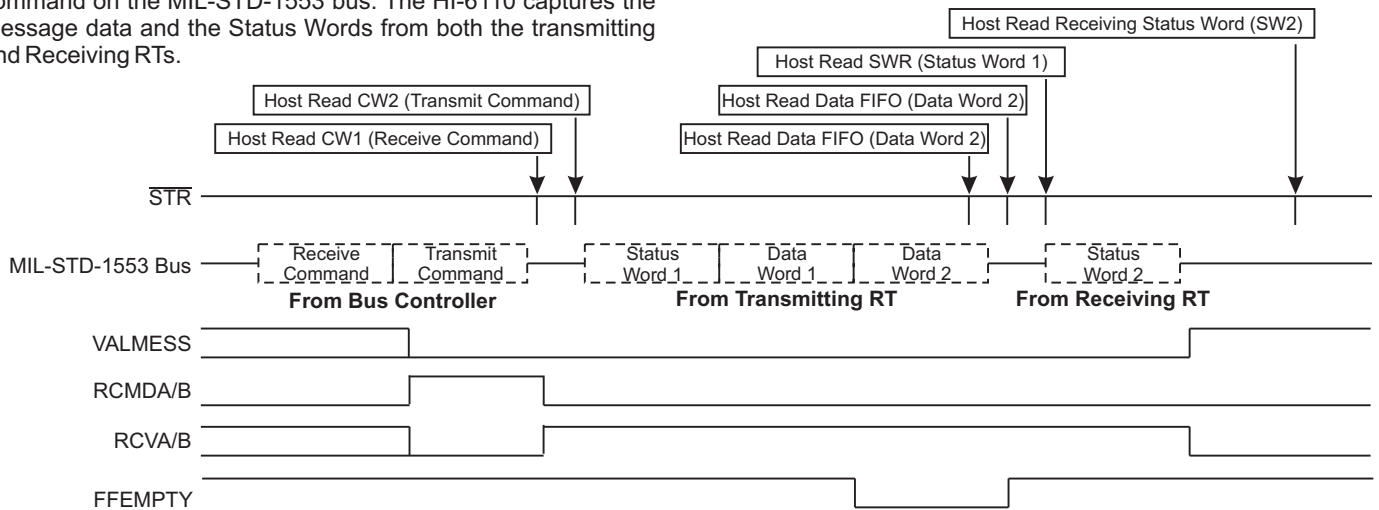 command on the MIL-STD-1553 bus. The HI-6110 captures the
message data and the Status Words from both the transmitting
and Receiving RTs.
Host Read Receiving Status Word (SW2)
Host Read SWR (Status Word 1)
Host Read CW2 (Transmit Command)
Host Read Data FIFO (Data Word 2)
Host Read CW1 (Receive Command)
Host Read Data FIFO (Data Word 2)
STR
MIL-STD-1553 Bus
Receive
Command
Transmit
Command
Status
Word 1
Data
Word 1
Data
Word 2
Status
Word 2
From Bus Controller
From Transmitting RT
From Receiving RT
VALMESS
RCMDA/B
RCVA/B
FFEMPTY